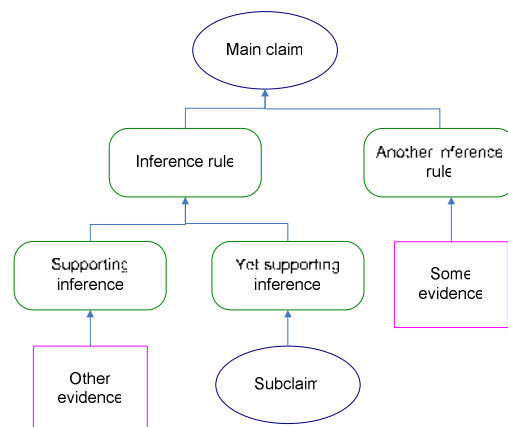 Main claim
Inference rule
Another inference
rule
Supporting
inference
Yet supporting
inference
Some
evidence
Other
evidence
Subclaim